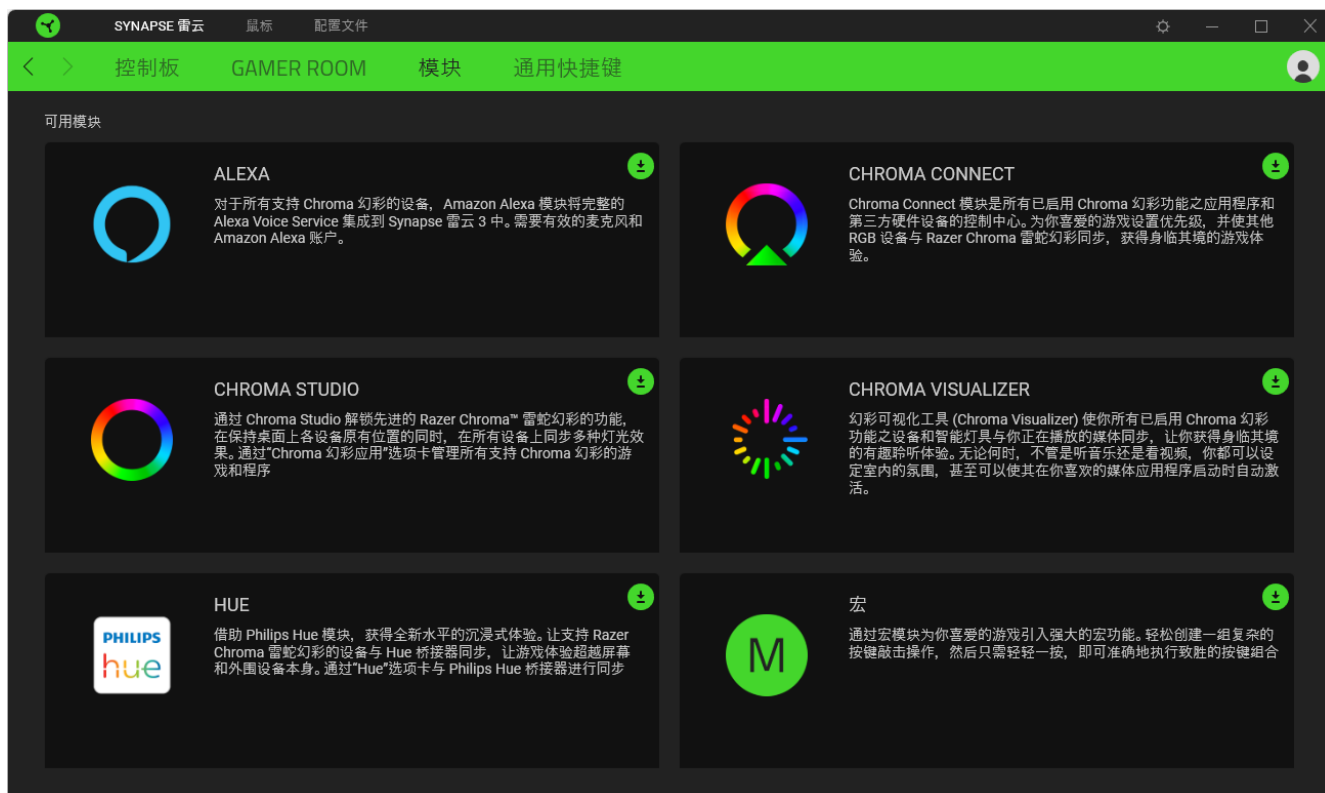 SYNAPSE 雷云
鼠标
配置文件
控制板
GAMER ROOM
模块
通用快捷键
可用模块
ALEXA
对于所有支持 Chroma 幻彩的设备，Amazon Alexa 模块将完整的
Alexa Voice Service 集成到 Synapse 雷云 3 中。需要有效的麦克风和
Amazon Alexa 账户。
CHROMA CONNECT
Chroma Connect 模块是所有已启用 Chroma 幻彩功能之应用程序和
第三方硬件设备的控制中心。为你喜爱的游戏设置优先级，并使其他
RGB 设备与 Razer Chroma 雷蛇幻彩同步，获得身临其境的游戏体
验。
CHROMA STUDIO
通过 Chroma Studio 解锁先进的 Razer Chroma™ 雷蛇幻彩的功能，
在保持桌面上各设备原有位置的同时，在所有设备上同步多种灯光效
果。通过“Chroma 幻彩应用”选项卡管理所有支持 Chroma 幻彩的游
戏和程序
CHROMA VISUALIZER
幻彩可视化工具 (Chroma Visualizer) 使你所有已启用 Chroma 幻彩
功能之设备和智能灯具与你正在播放的媒体同步，让你获得身临其境
的有趣聆听体验。无论何时，不管是听音乐还是看视频，你都可以设
定室内的氛围，甚至可以使其在你喜欢的媒体应用程序启动时自动激
活。
PHILIPS
hue
HUE
借助 Philips Hue 模块，获得全新水平的沉浸式体验。让支持 Razer
Chroma 雷蛇幻彩的设备与 Hue 桥接器同步，让游戏体验超越屏幕
和外围设备本身。通过“Hue”选项卡与 Philips Hue 桥接器进行同步
M
宏
通过宏模块为你喜爱的游戏引入强大的宏功能。轻松创建一组复杂的
按键敲击操作，然后只需轻轻一按，即可准确地执行致胜的按键组合